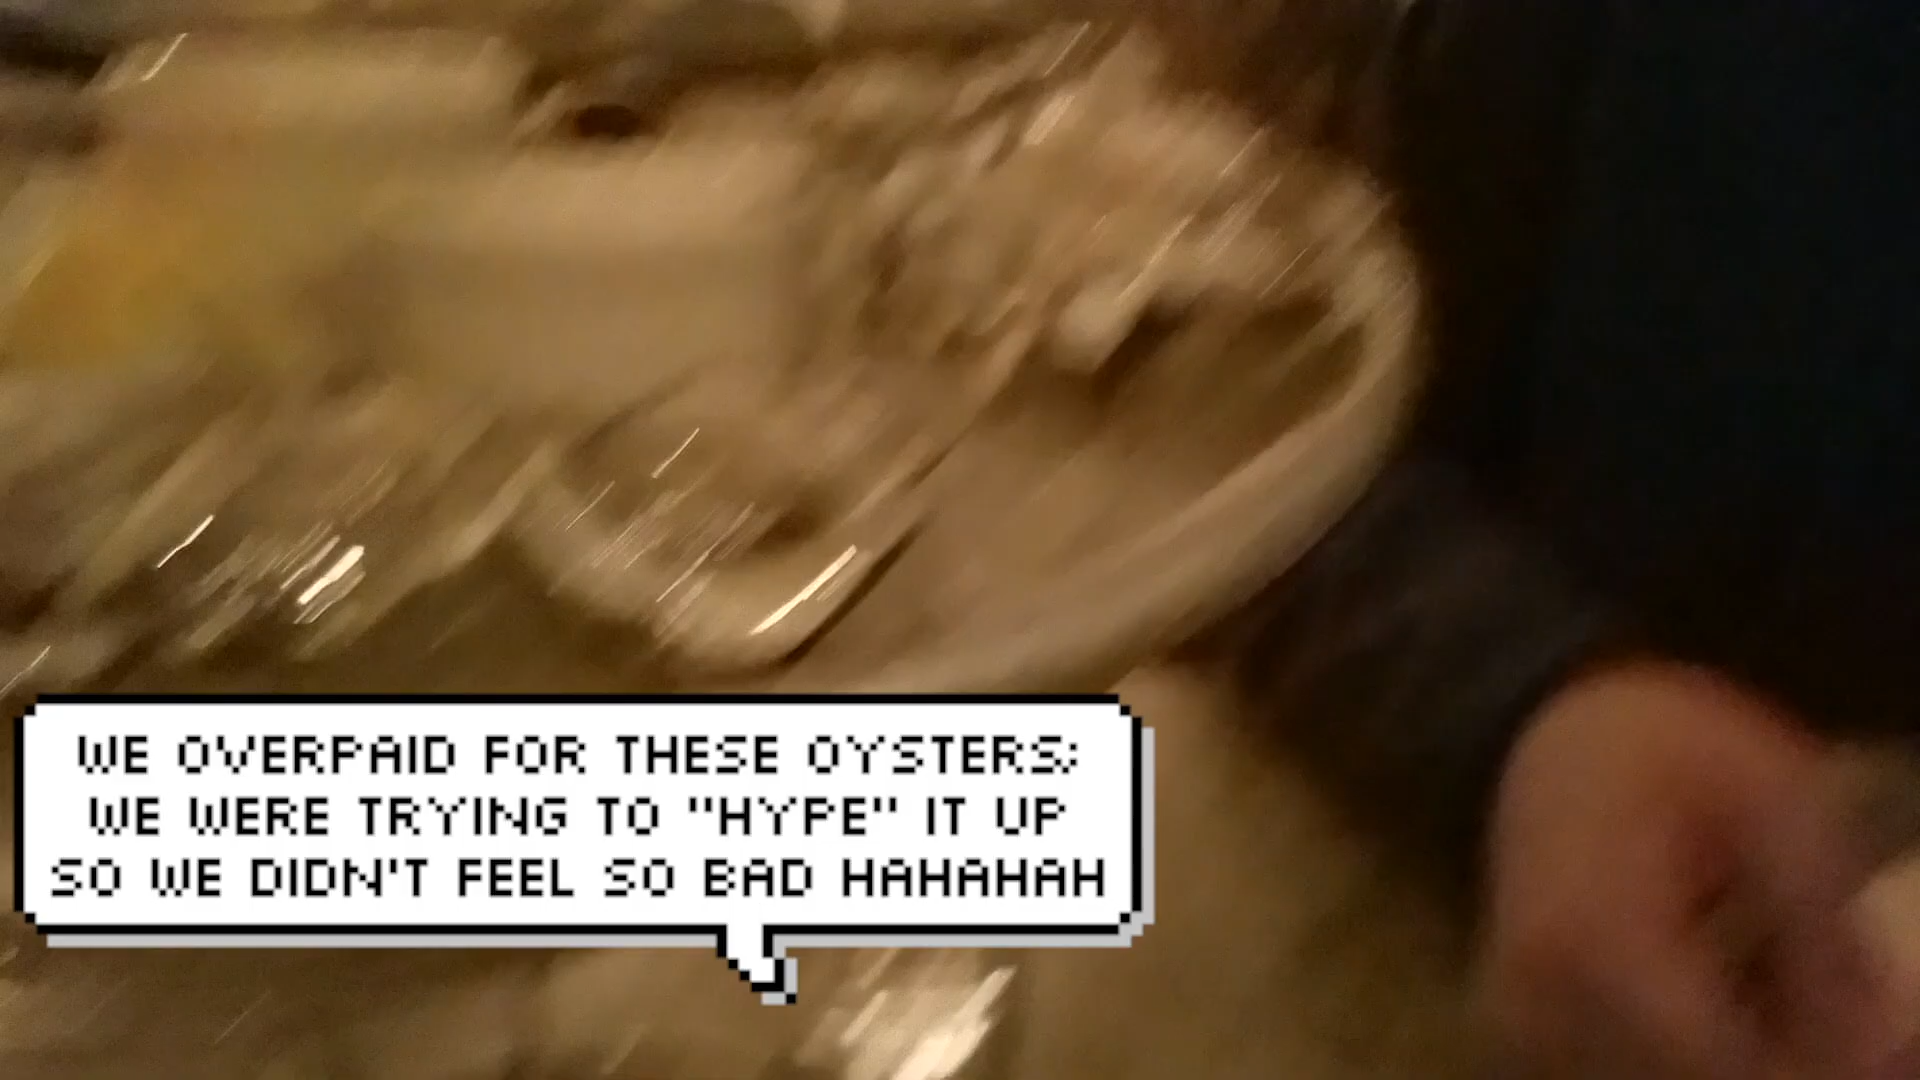 WE OVERPAID FOR THESE OYSTERS;
WE WERE TRYING TO "HYPE" IT UP
SO WE DIDN'T FEEL SO BAD HAHAHAH